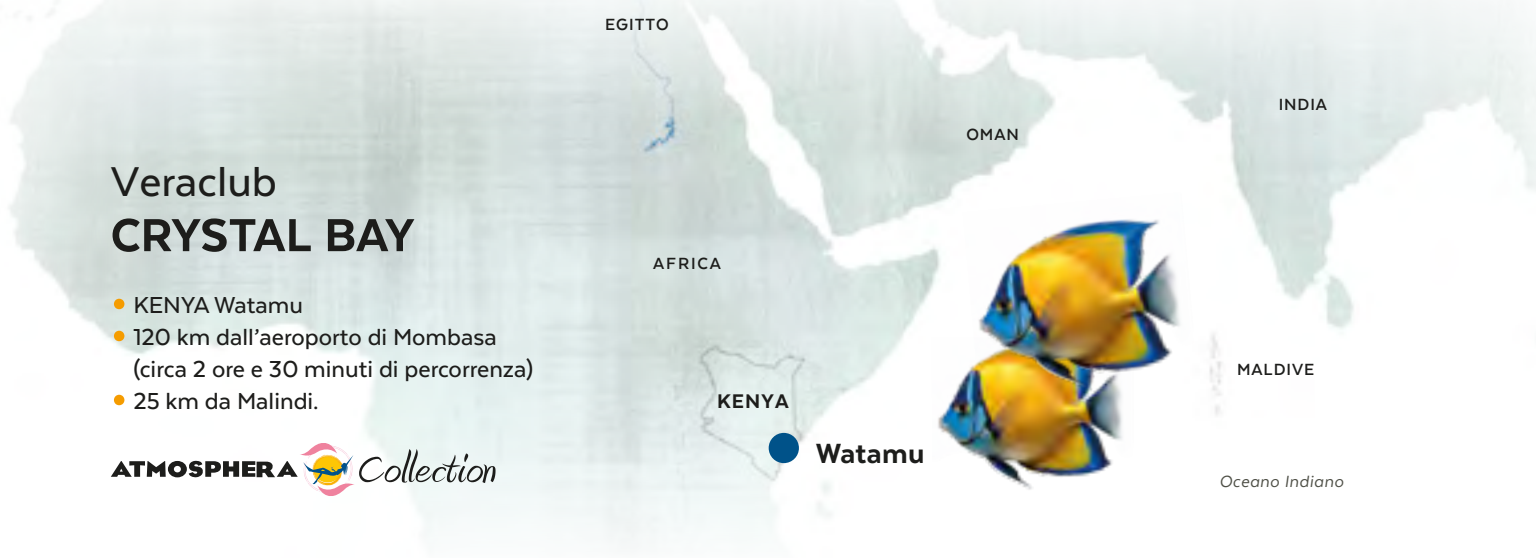 EGITTO
INDIA
OMAN
Veraclub
CRYSTAL BAY
AFRICA
• KENYA Watamu
• 120 km dall’aeroporto di Mombasa
(circa 2 ore e 30 minuti di percorrenza)
• 25 km da Malindi.
MALDIVE
KENYA
Watamu
ATMOSPHERA Collection
Oceano Indiano